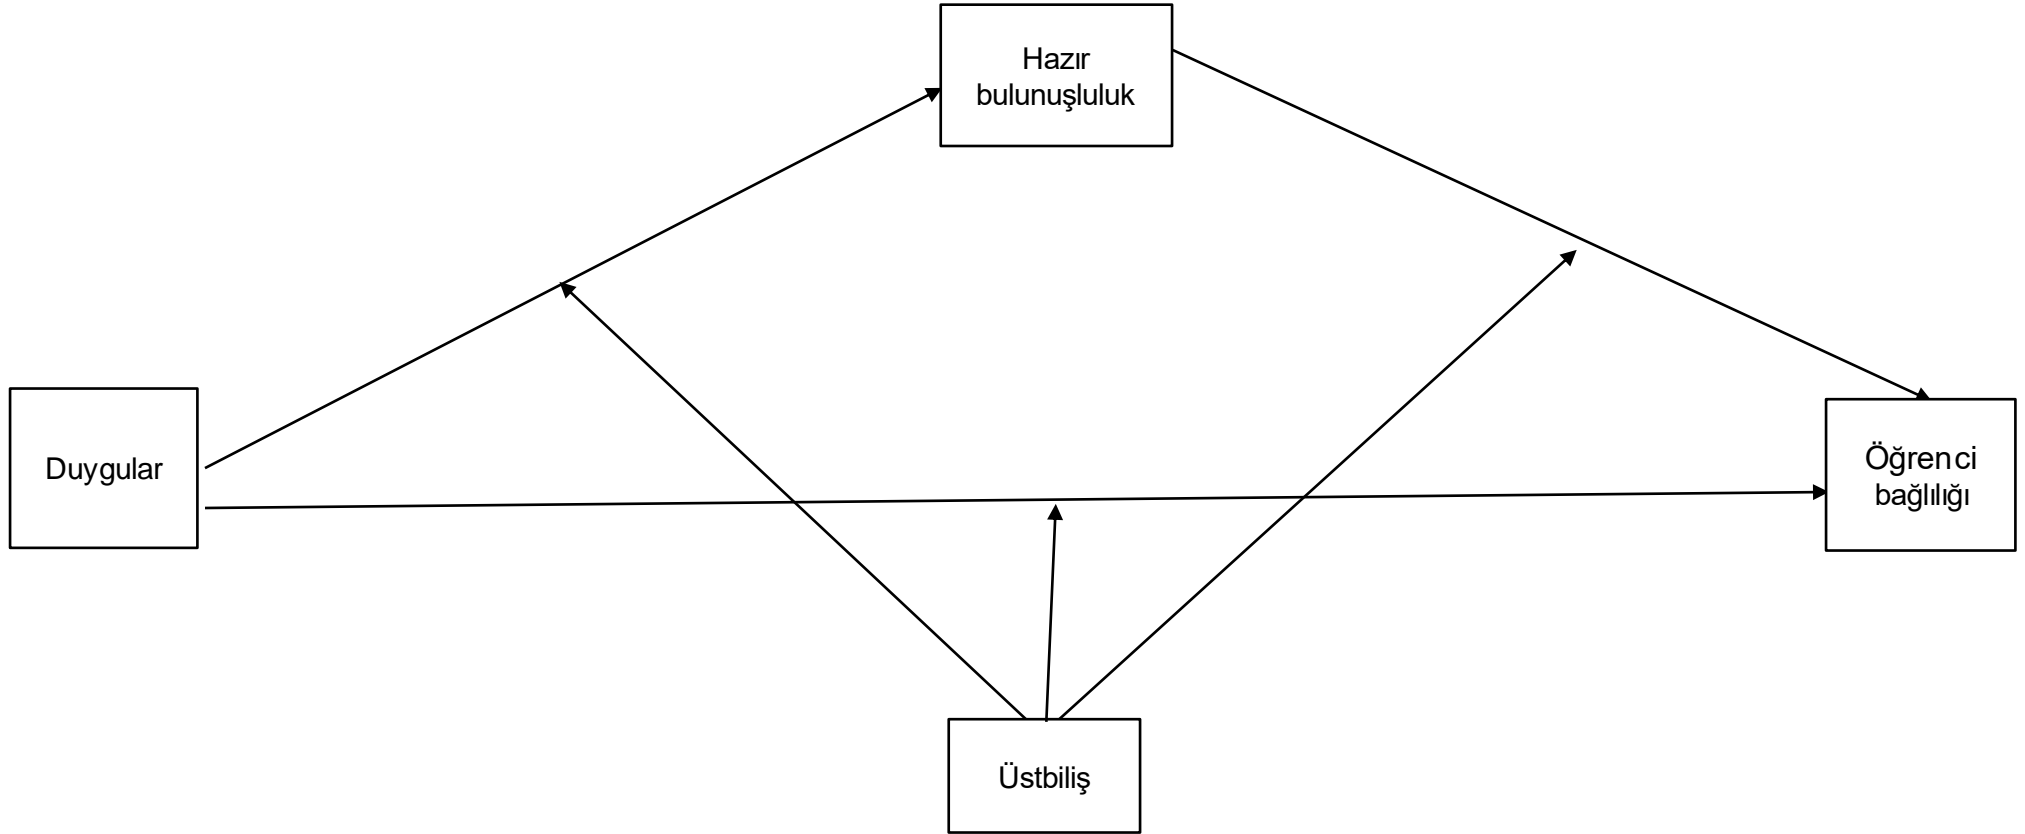 Hazır
bulunuşluluk
Duygular
Öğrenci
bağlılığı
Üstbiliş